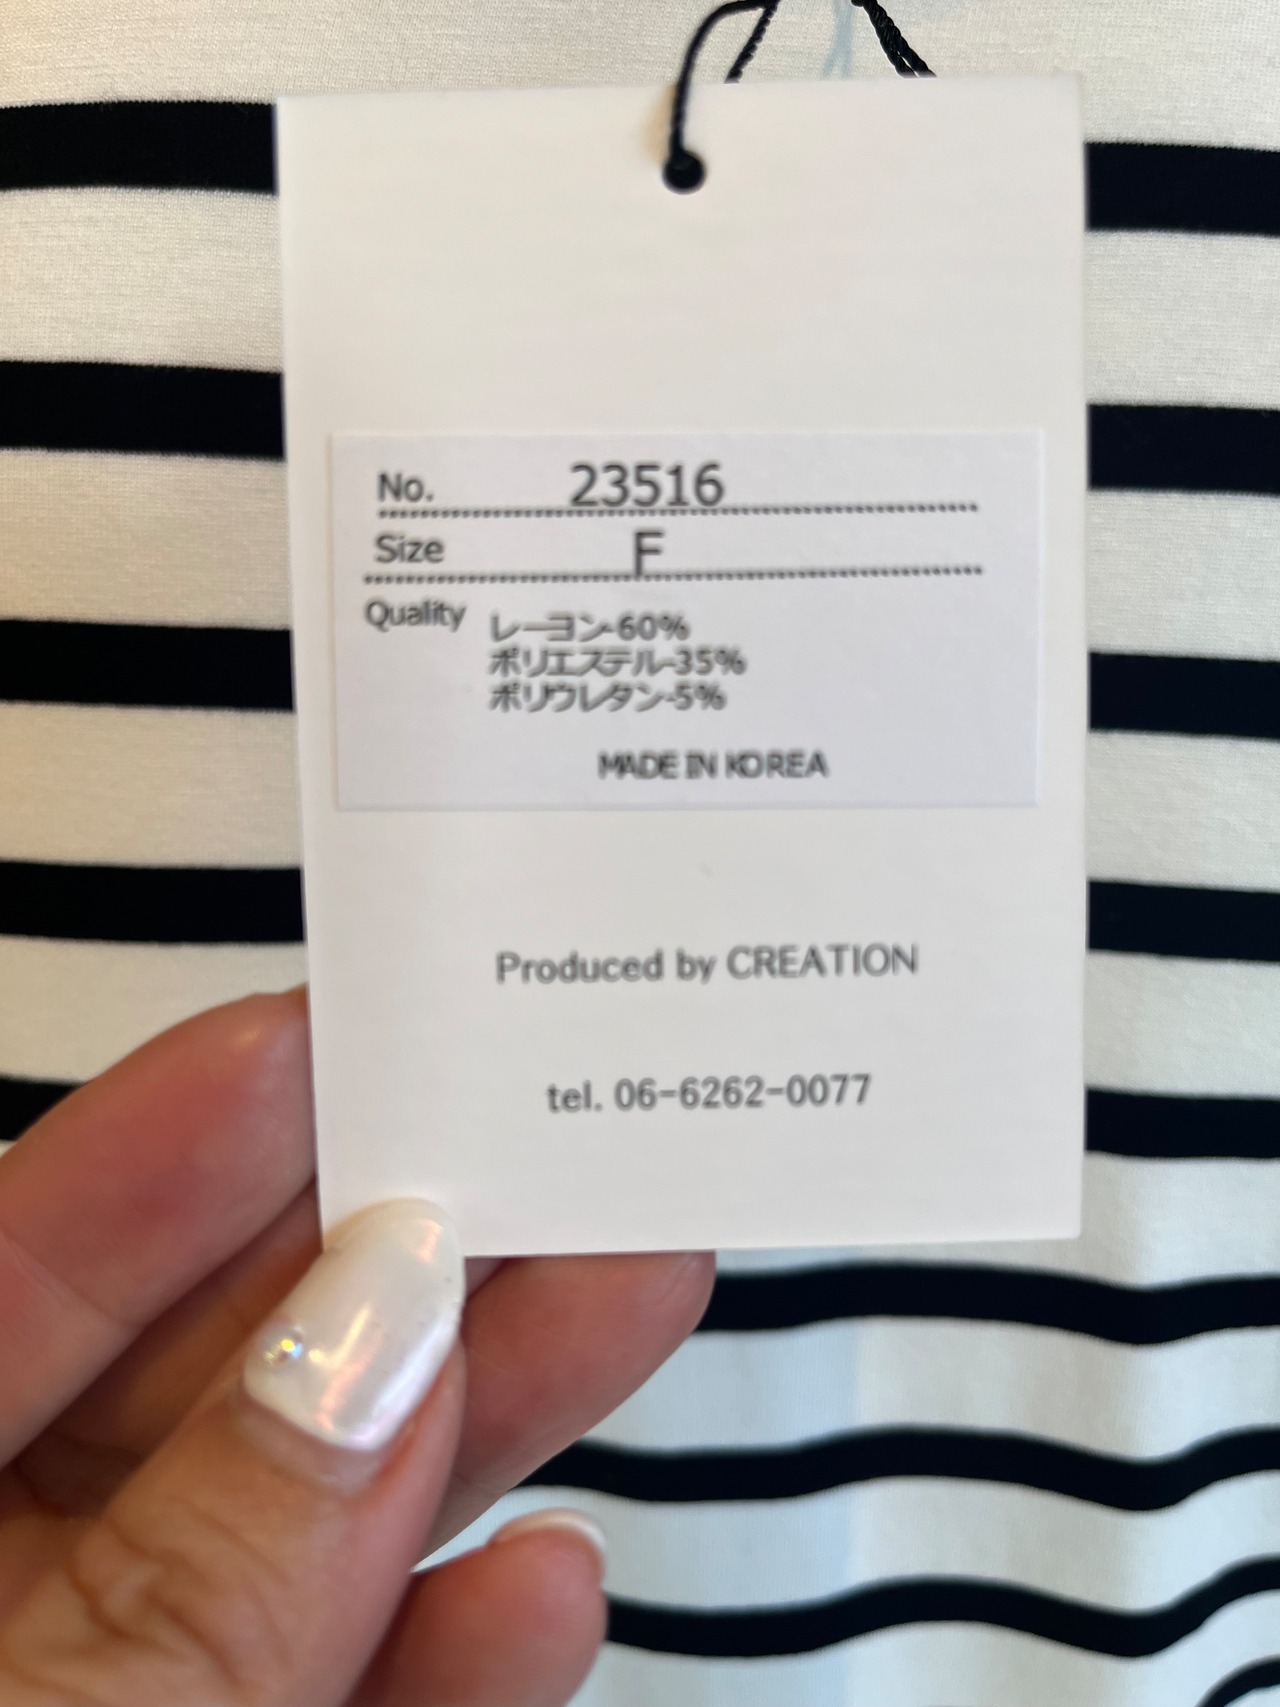 No. 23516
Size F
Quality レーヨン-60%
ポリエステル-35%
ポリウレタン-5%
MADE IN KOREA
Produced by CREATION
tel. 06-6262-0077